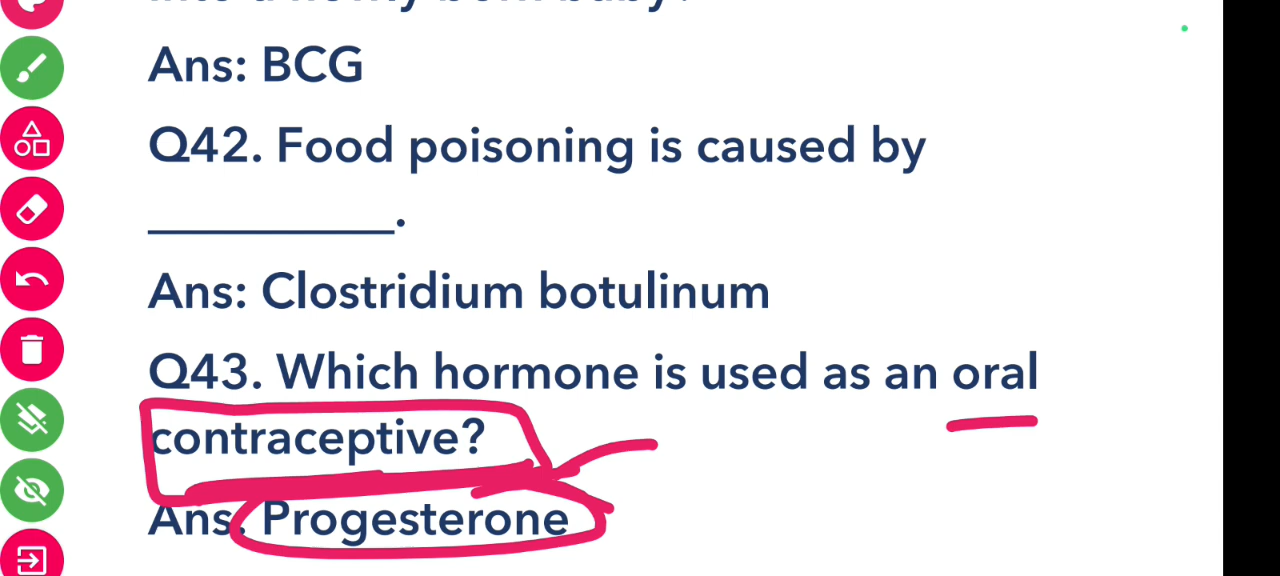 Ans: BCG
Q42. Food poisoning is caused by
__________.
Ans: Clostridium botulinum
Q43. Which hormone is used as an oral
contraceptive?
Ans: Progesterone